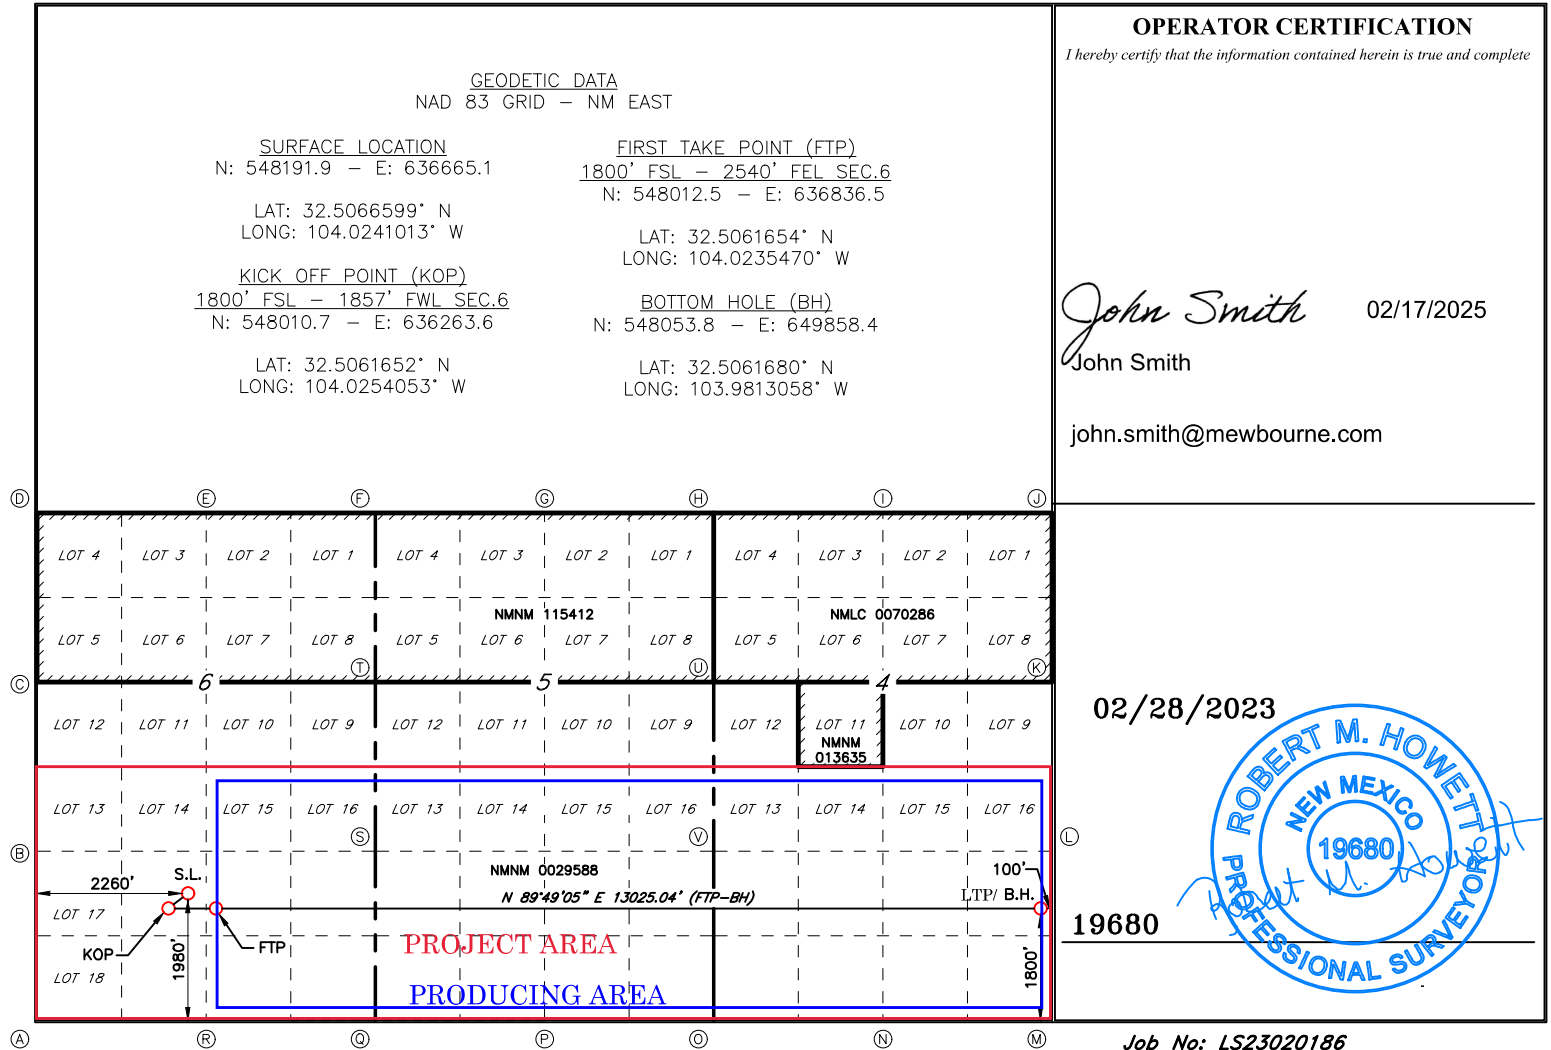 GEODETIC DATA
NAD 83 GRID – NM EAST
SURFACE LOCATION
N: 548191.9 – E: 636665.1
LAT: 32.5066599° N
LONG: 104.0241013° W
KICK OFF POINT (KOP)
1800' FSL – 1857' FWL SEC.6
N: 548010.7 – E: 636263.6
LAT: 32.5061652° N
LONG: 104.0254053° W
FIRST TAKE POINT (FTP)
1800' FSL – 2540' FEL SEC.6
N: 548012.5 – E: 636836.5
LAT: 32.5061654° N
LONG: 104.0235470° W
BOTTOM HOLE (BH)
N: 548053.8 – E: 649858.4
LAT: 32.5061680° N
LONG: 103.9813058° W
OPERATOR CERTIFICATION
I hereby certify that the information contained herein is true and complete
John Smith 02/17/2025
John Smith
john.smith@mewbourne.com
D E F G H I J
LOT 4 LOT 3 LOT 2 LOT 1 LOT 4 LOT 3 LOT 2 LOT 1 LOT 4 LOT 3 LOT 2 LOT 1
NMNM 115412 NMLC 0070286
LOT 5 LOT 6 LOT 7 LOT 8 LOT 5 LOT 6 LOT 7 LOT 8 LOT 5 LOT 6 LOT 7 LOT 8
T U K
C 6 5 4
LOT 12 LOT 11 LOT 10 LOT 9 LOT 12 LOT 11 LOT 10 LOT 9 LOT 12 LOT 11 LOT 10 LOT 9
NMNM
013635
LOT 13 LOT 14 LOT 15 LOT 16 LOT 13 LOT 14 LOT 15 LOT 16 LOT 13 LOT 14 LOT 15 LOT 16
S V L
B
NMNM 0029588
S.L. 100'
2260'
N 89°49'05" E 13025.04' (FTP-BH)
LTP/ B.H.
LOT 17
KOP FTP
PROJECT AREA
1980'
1800'
LOT 18
PRODUCING AREA
A R Q P O N M
02/28/2023
ROBERT M. HOWETT
NEW MEXICO
19680
PROFESSIONAL SURVEYOR
Robert M. Howett
19680
Job No: LS23020186